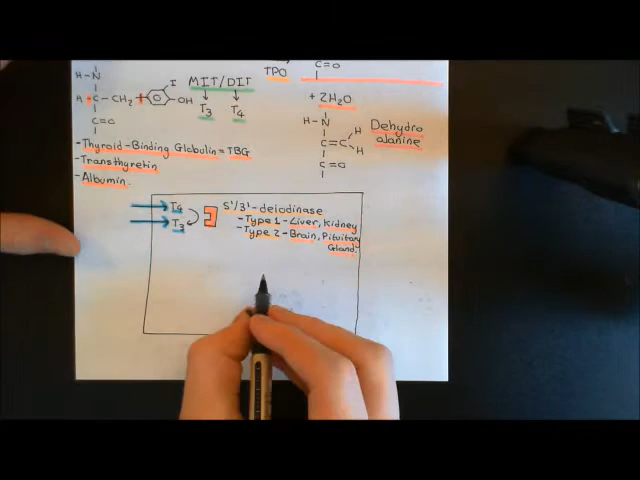 H-N
H-C-CH₂
I
OH
C=O
MIT/DIT
T₃ T₄
TPO
C=O
+ 2H₂O
H-N
C=C
H
H
C=O
Dehydro
alanine
-Thyroid-Binding Globulin = TBG
-Transthyretin
-Albumin.
T₄
T₃
5'/3'-deiodinase
-Type 1-Liver, Kidney
-Type 2-Brain, Pituitary
Gland.